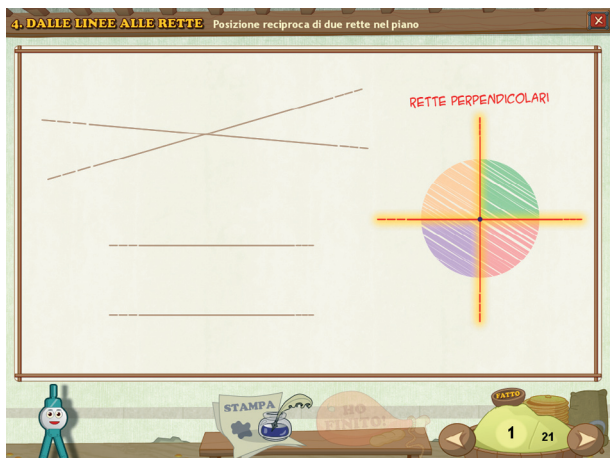 4. DALLE LINEE ALLE RETTE Posizione reciproca di due rette nel piano
RETTE PERPENDICOLARI
STAMPA
HO
FINITO!
FATTO
1
21